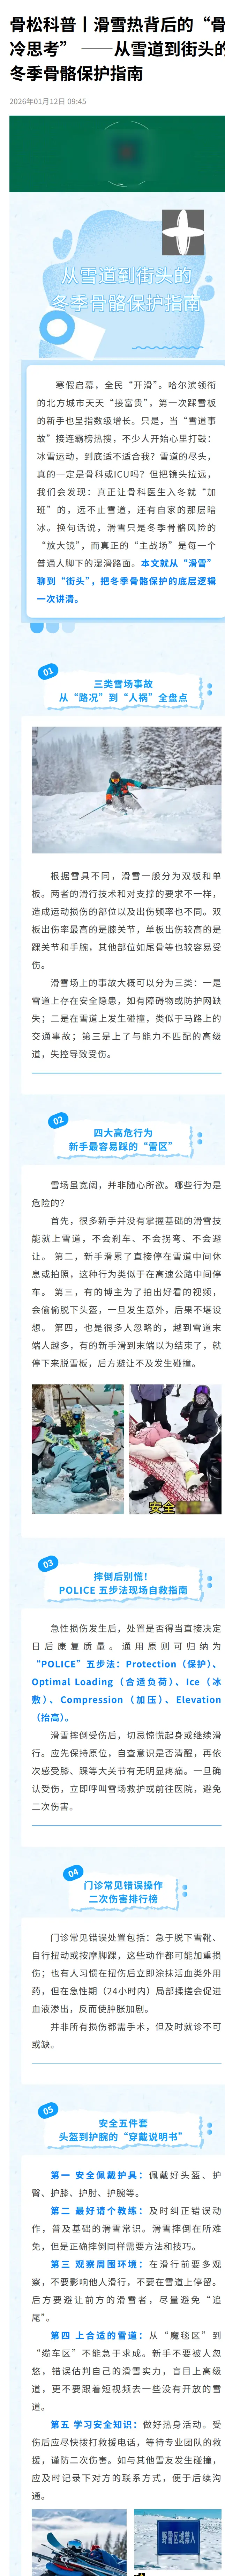 骨松科普丨滑雪热背后的“骨
冷思考” ——从雪道到街头的
冬季骨骼保护指南
2026年01月12日 09:45
从雪道到街头的
冬季骨骼保护指南
寒假启幕，全民“开滑”。哈尔滨领衔
的北方城市天天“接富贵”，第一次踩雪板
的新手也呈指数级增长。只是，当“雪道事
故”接连霸榜热搜，不少人开始心里打鼓：
冰雪运动，到底适不适合我？雪道的尽头，
真的一定是骨科或ICU吗？但把镜头拉远，
我们会发现：真正让骨科医生入冬就“加
班”的，远不止雪道，还有自家的那层暗
冰。换句话说，滑雪只是冬季骨骼风险的
“放大镜”，而真正的“主战场”是每一个
普通人脚下的湿滑路面。本文就从“滑雪”
聊到“街头”，把冬季骨骼保护的底层逻辑
一次讲清。
01
三类雪场事故
从“路况”到“人祸”全盘点
根据雪具不同，滑雪一般分为双板和单
板。两者的滑行技术和对支撑的要求不一样，
造成运动损伤的部位以及出伤频率也不同。双
板出伤率最高的是膝关节，单板出伤较高的是
踝关节和手腕，其他部位如尾骨等也较容易受
伤。
滑雪场上的事故大概可以分为三类：一是
雪道上存在安全隐患，如有障碍物或防护网缺
失；二是在雪道上发生碰撞，类似于马路上的
交通事故；第三是上了与能力不匹配的高级
道，失控导致受伤。
02
四大高危行为
新手最容易踩的“雷区”
雪场虽宽阔，并非随心所欲。哪些行为是
危险的？
首先，很多新手并没有掌握基础的滑雪技
能就上雪道，不会刹车、不会拐弯、不会避
让。 第二，新手滑累了直接停在雪道中间休
息或拍照，这种行为类似于在高速公路中间停
车。 第三，有的博主为了拍出好看的视频，
会偷偷脱下头盔，一旦发生意外，后果不堪设
想。 第四，也是很多人忽略的，越到雪道末
端人越多，有的新手滑到末端以为结束了，就
停下来脱雪板，后方避让不及发生碰撞。
安全
03
摔倒后别慌！
POLICE 五步法现场自救指南
急性损伤发生后，处置是否得当直接决定
日后康复质量。通用原则可归纳为
“POLICE”五步法：Protection（保护）、
Optimal Loading（合适负荷）、Ice（冰
敷）、Compression（加压）、Elevation
（抬高）。
滑雪摔倒受伤后，切忌惊慌起身或继续滑
行。应先保持原位，自查意识是否清醒，再依
次感受膝、踝等大关节有无明显疼痛。一旦确
认受伤，立即呼叫雪场救护或前往医院，避免
二次伤害。
04
门诊常见错误操作
二次伤害排行榜
门诊常见错误处置包括：急于脱下雪靴、
自行扭动或按摩脚踝，这些动作都可能加重损
伤；也有人习惯在扭伤后立即涂抹活血类外用
药，但在急性期（24小时内）局部揉搓会促进
血液渗出，反而使肿胀加剧。
并非所有损伤都需手术，但及时就诊不可
或缺。
05
安全五件套
头盔到护腕的“穿戴说明书”
第一 安全佩戴护具：佩戴好头盔、护
臀、护膝、护肘、护腕等。
第二 最好请个教练：及时纠正错误动
作，普及基础的滑雪常识。滑雪摔倒在所难
免，但是正确摔倒同样需要方法和技巧。
第三 观察周围环境：在滑行前要多观
察，不要影响他人滑行，不要在雪道上停留。
后方要避让前方的滑雪者，尽量避免“追
尾”。
第四 上合适的雪道：从“魔毯区”到
“缆车区”不能急于求成。新手不要被人忽
悠，错误估判自己的滑雪实力，盲目上高级
道，更不要跟着短视频去一些没有开放的雪
道。
第五 学习安全知识：做好热身活动。受
伤后应尽快拨打救援电话，等待专业团队的救
援，谨防二次伤害。如与其他雪友发生碰撞，
应及时记录下对方的联系方式，便于后续沟
通。
野雪区域禁入